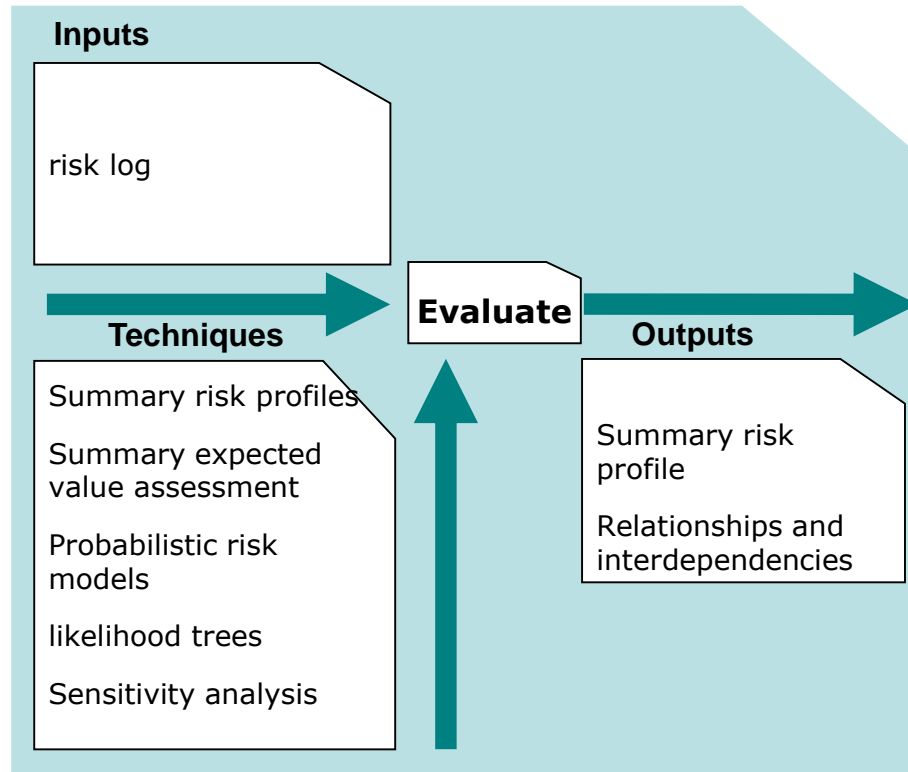 Inputs
risk log
Evaluate
Techniques
Summary risk profiles
Summary expected
value assessment
Probabilistic risk
models
likelihood trees
Sensitivity analysis
Outputs
Summary risk
profile
Relationships and
interdependencies